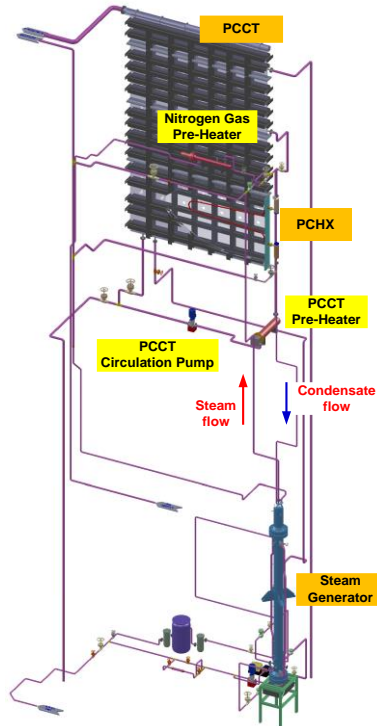 PCCT
Nitrogen Gas
Pre-Heater
PCHX
PCCT
Pre-Heater
PCCT
Circulation Pump
Steam
flow
Condensate
flow
Steam
Generator